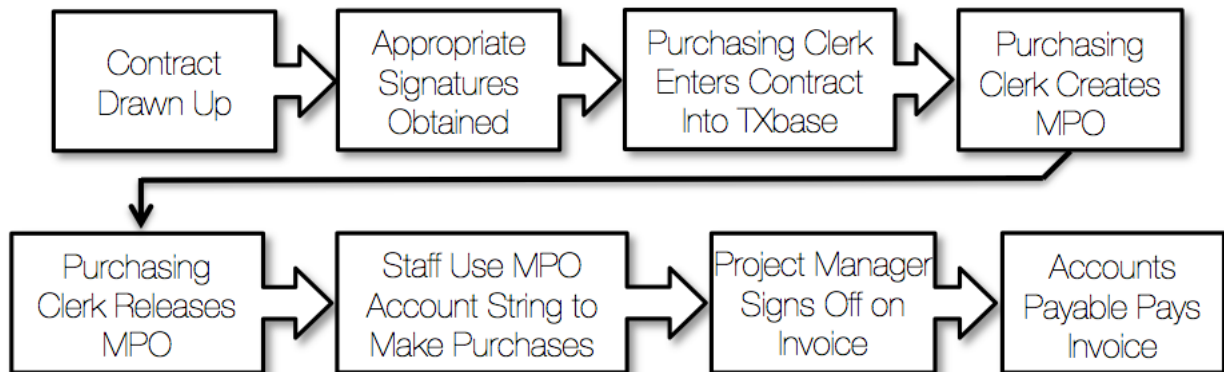 Contract
Drawn Up
Appropriate
Signatures
Obtained
Purchasing Clerk
Enters Contract
Into TXbase
Purchasing
Clerk Creates
MPO
Purchasing
Clerk Releases
MPO
Staff Use MPO
Account String to
Make Purchases
Project Manager
Signs Off on
Invoice
Accounts
Payable Pays
Invoice